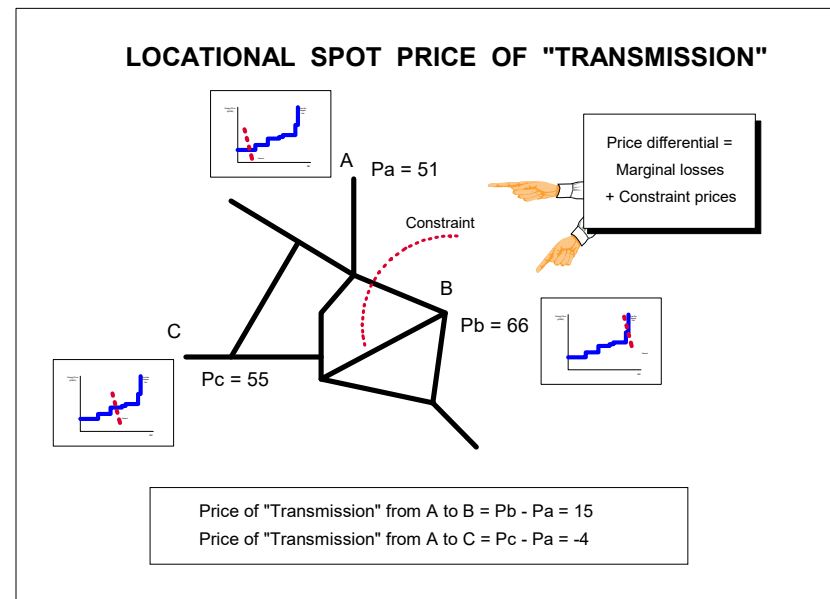 LOCATIONAL SPOT PRICE OF "TRANSMISSION"
A
Pa = 51
Price differential =
Marginal losses
+ Constraint prices
Constraint
B
Pb = 66
C
Pc = 55
Price of "Transmission" from A to B = Pb - Pa = 15
Price of "Transmission" from A to C = Pc - Pa = -4